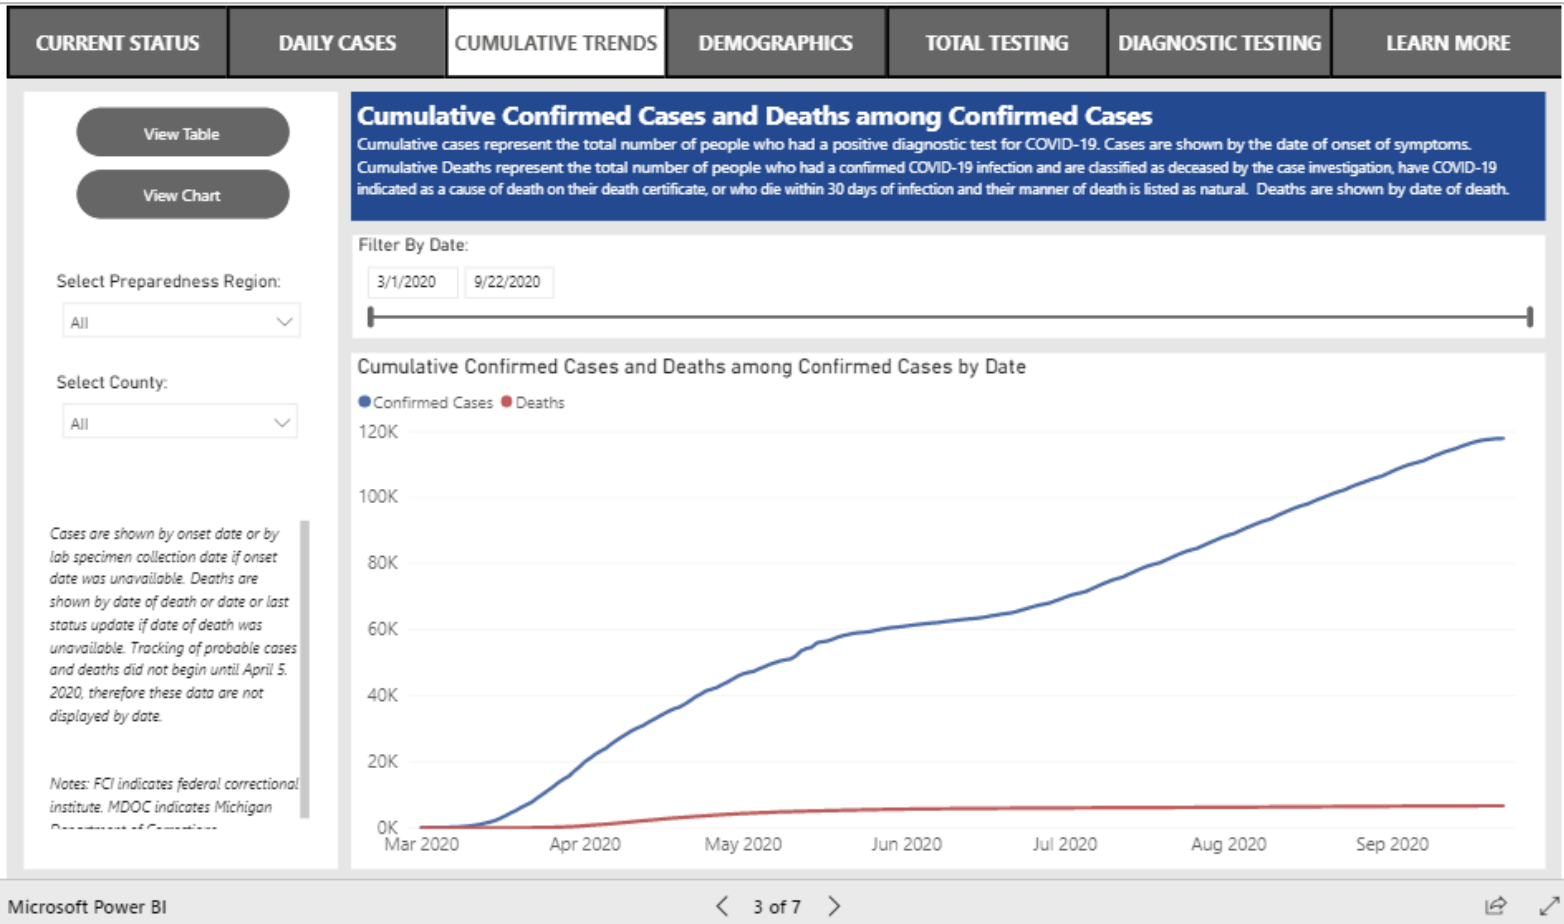 CURRENT STATUS
DAILY CASES
CUMULATIVE TRENDS
DEMOGRAPHICS
TOTAL TESTING
DIAGNOSTIC TESTING
LEARN MORE
View Table
View Chart
Select Preparedness Region:
All
Select County:
All
Cases are shown by onset date or by
lab specimen collection date if onset
date was unavailable. Deaths are
shown by date of death or date or last
status update if date of death was
unavailable. Tracking of probable cases
and deaths did not begin until April 5.
2020, therefore these data are not
displayed by date.
Notes: FCI indicates federal correctional
institute. MDOC indicates Michigan
Department of Corrections
Cumulative Confirmed Cases and Deaths among Confirmed Cases
Cumulative cases represent the total number of people who had a positive diagnostic test for COVID-19. Cases are shown by the date of onset of symptoms.
Cumulative Deaths represent the total number of people who had a confirmed COVID-19 infection and are classified as deceased by the case investigation, have COVID-19
indicated as a cause of death on their death certificate, or who die within 30 days of infection and their manner of death is listed as natural. Deaths are shown by date of death.
Filter By Date:
3/1/2020 9/22/2020
Cumulative Confirmed Cases and Deaths among Confirmed Cases by Date
Confirmed Cases Deaths
120K
100K
80K
60K
40K
20K
0K
Mar 2020 Apr 2020 May 2020 Jun 2020 Jul 2020 Aug 2020 Sep 2020
Microsoft Power BI
3 of 7